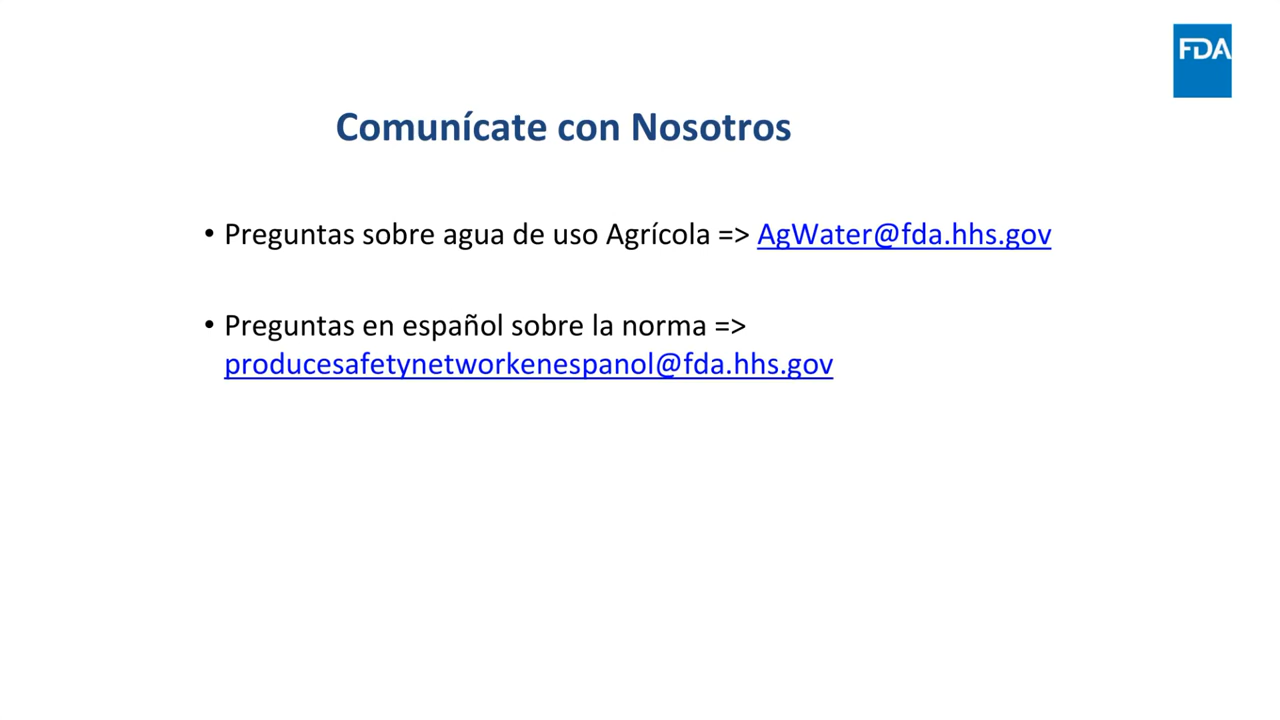 FDA
Comunícate con Nosotros
• Preguntas sobre agua de uso Agrícola => AgWater@fda.hhs.gov
• Preguntas en español sobre la norma =>
producesafetynetworkenespanol@fda.hhs.gov